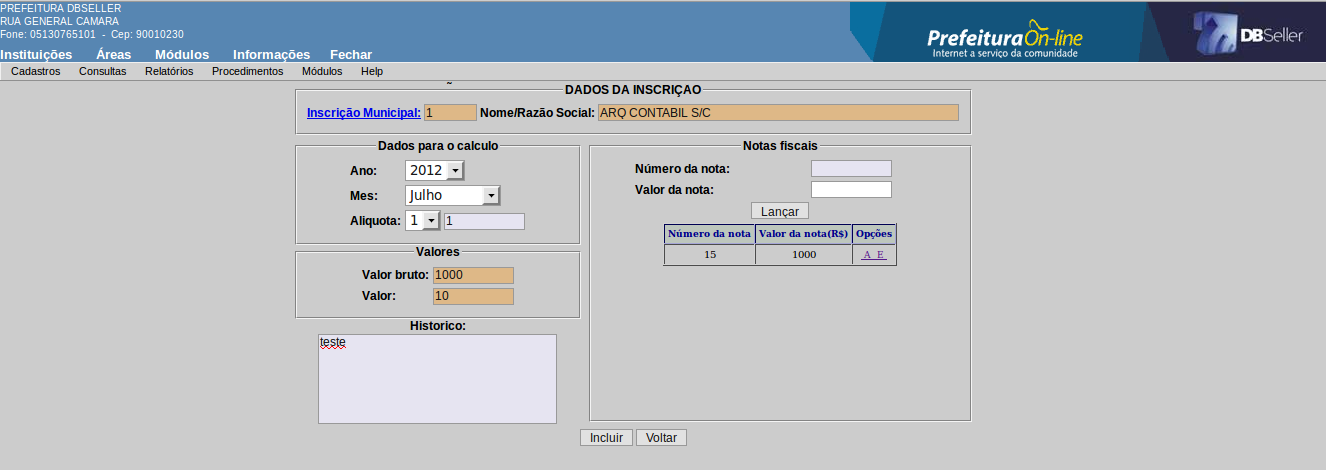 PREFEITURA DBSELLER
RUA GENERAL CAMARA
Fone: 05130765101 - Cep: 90010230
Prefeitura On-line
Internet a serviço da comunidade
DBSeller
Instituições Áreas Módulos Informações Fechar
Cadastros Consultas Relatórios Procedimentos Módulos Help
DADOS DA INSCRIÇÃO
Inscrição Municipal: 1 Nome/Razão Social: ARQ CONTABIL S/C
Dados para o calculo
Ano: 2012
Mes: Julho
Aliquota: 1 1
Valores
Valor bruto: 1000
Valor: 10
Historico:
teste
Notas fiscais
Número da nota:
Valor da nota:
Lançar
Número da nota Valor da nota(R$) Opções
15 1000 A E
Incluir Voltar